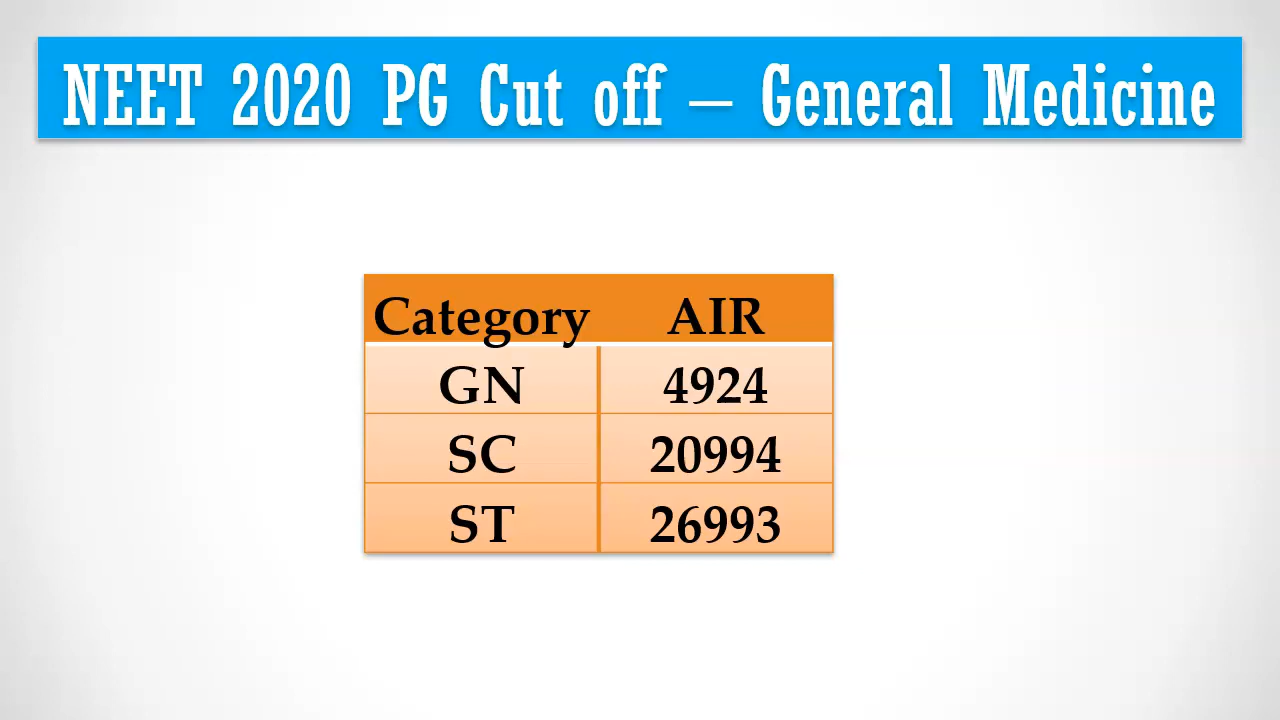 NEET 2020 PG Cut off – General Medicine
Category AIR
GN 4924
SC 20994
ST 26993